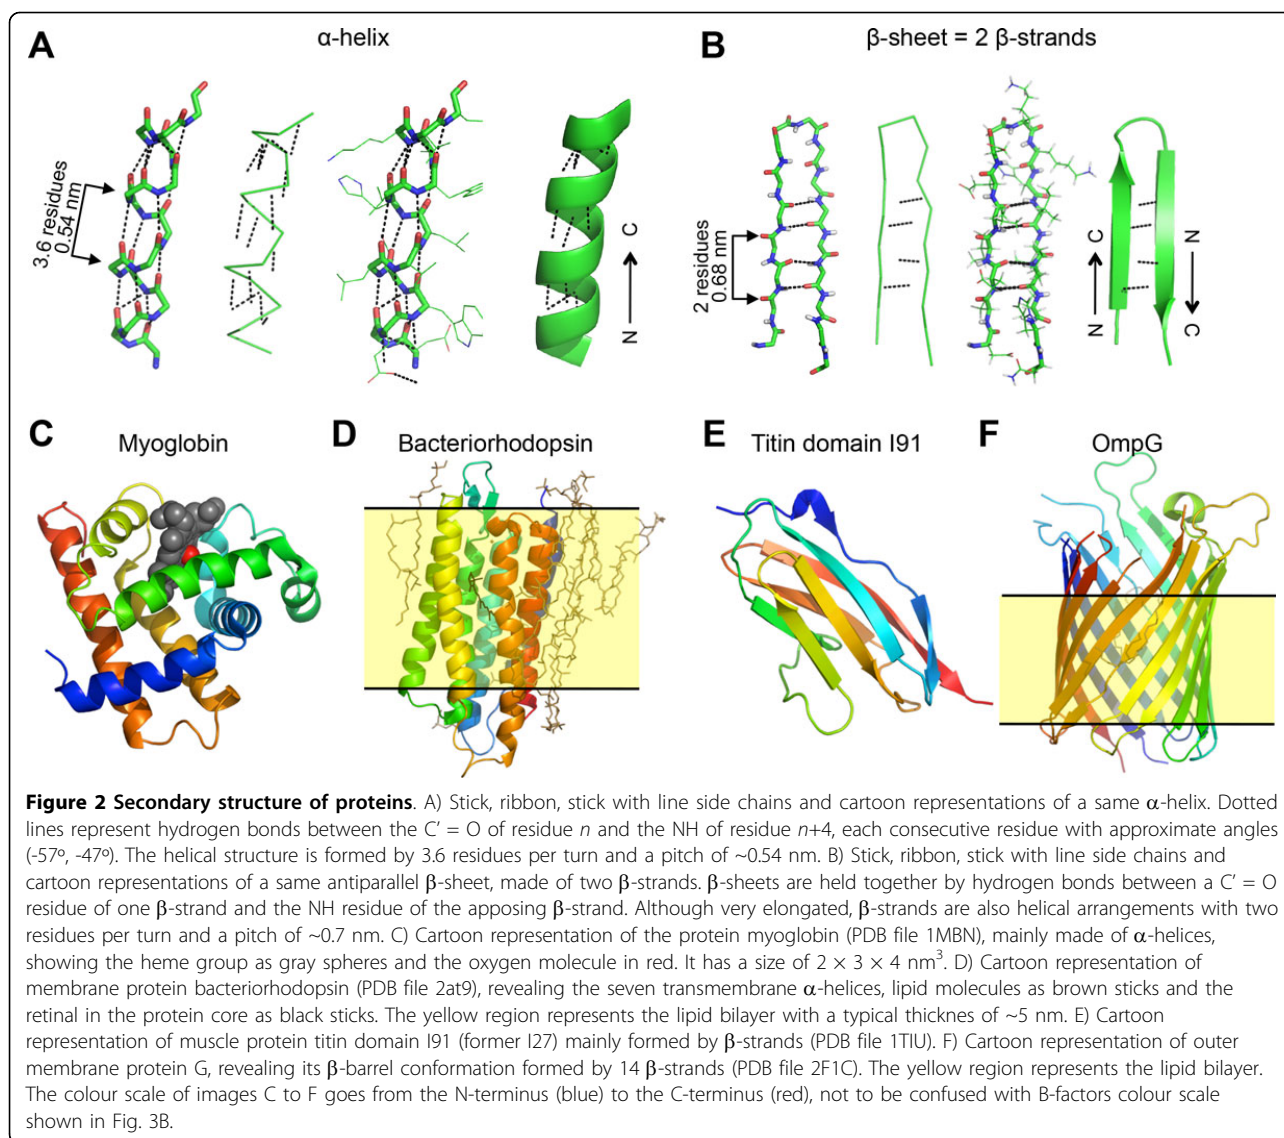 A
α-helix
3.6 residues
0.54 nm
N
C
B
β-sheet = 2 β-strands
2 residues
0.68 nm
N
C
N
C
C
Myoglobin
D
Bacteriorhodopsin
E
Titin domain I91
F
OmpG
Figure 2 Secondary structure of proteins. A) Stick, ribbon, stick with line side chains and cartoon representations of a same α-helix. Dotted
lines represent hydrogen bonds between the C’ = O of residue n and the NH of residue n+4, each consecutive residue with approximate angles
(-57º, -47º). The helical structure is formed by 3.6 residues per turn and a pitch of ~0.54 nm. B) Stick, ribbon, stick with line side chains and
cartoon representations of a same antiparallel β-sheet, made of two β-strands. β-sheets are held together by hydrogen bonds between a C’ = O
residue of one β-strand and the NH residue of the apposing β-strand. Although very elongated, β-strands are also helical arrangements with two
residues per turn and a pitch of ~0.7 nm. C) Cartoon representation of the protein myoglobin (PDB file 1MBN), mainly made of α-helices,
showing the heme group as gray spheres and the oxygen molecule in red. It has a size of 2 × 3 × 4 nm³. D) Cartoon representation of
membrane protein bacteriorhodopsin (PDB file 2at9), revealing the seven transmembrane α-helices, lipid molecules as brown sticks and the
retinal in the protein core as black sticks. The yellow region represents the lipid bilayer with a typical thicknes of ~5 nm. E) Cartoon
representation of muscle protein titin domain I91 (former I27) mainly formed by β-strands (PDB file 1TIU). F) Cartoon representation of outer
membrane protein G, revealing its β-barrel conformation formed by 14 β-strands (PDB file 2F1C). The yellow region represents the lipid bilayer.
The colour scale of images C to F goes from the N-terminus (blue) to the C-terminus (red), not to be confused with B-factors colour scale
shown in Fig. 3B.